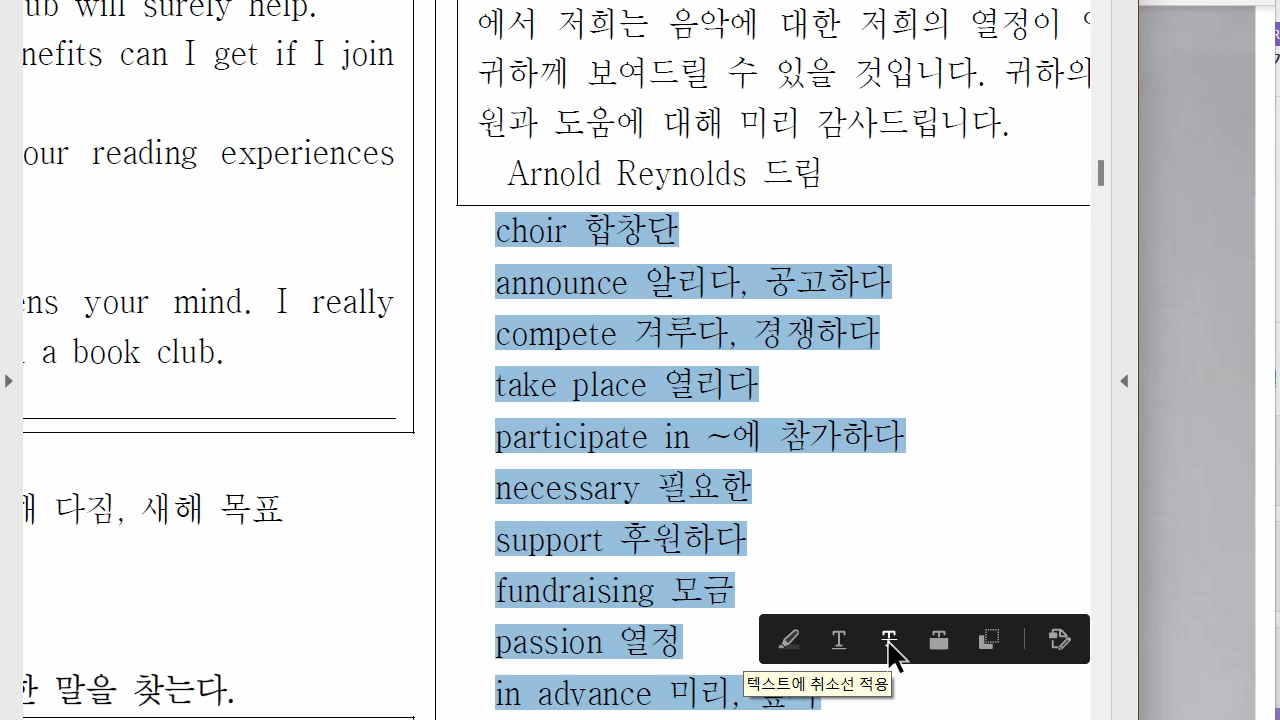 ub will surely help.
nefits can I get if I join
our reading experiences
ens your mind. I really
a book club.
해 다짐, 새해 목표
한 말을 찾는다.
에서 저희는 음악에 대한 저희의 열정이
귀하께 보여드릴 수 있을 것입니다. 귀하의
원과 도움에 대해 미리 감사드립니다.
Arnold Reynolds 드림
choir 합창단
announce 알리다, 공고하다
compete 겨루다, 경쟁하다
take place 열리다
participate in ~에 참가하다
necessary 필요한
support 후원하다
fundraising 모금
passion 열정
in advance 미리,
텍스트에 취소선 적용